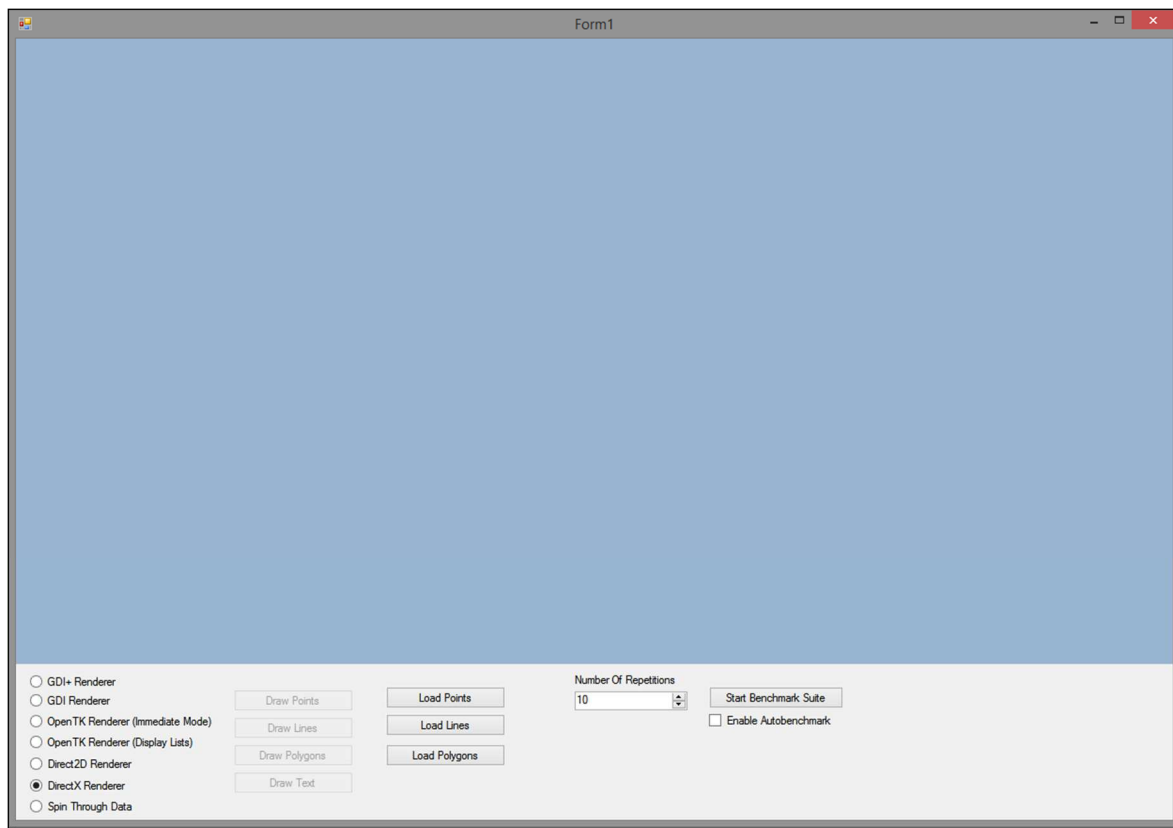 Form1
GDI+ Renderer
GDI Renderer
OpenTK Renderer (Immediate Mode)
OpenTK Renderer (Display Lists)
Direct2D Renderer
DirectX Renderer
Spin Through Data
Draw Points
Draw Lines
Draw Polygons
Draw Text
Load Points
Load Lines
Load Polygons
Number Of Repetitions
10
Start Benchmark Suite
Enable Autobenchmark